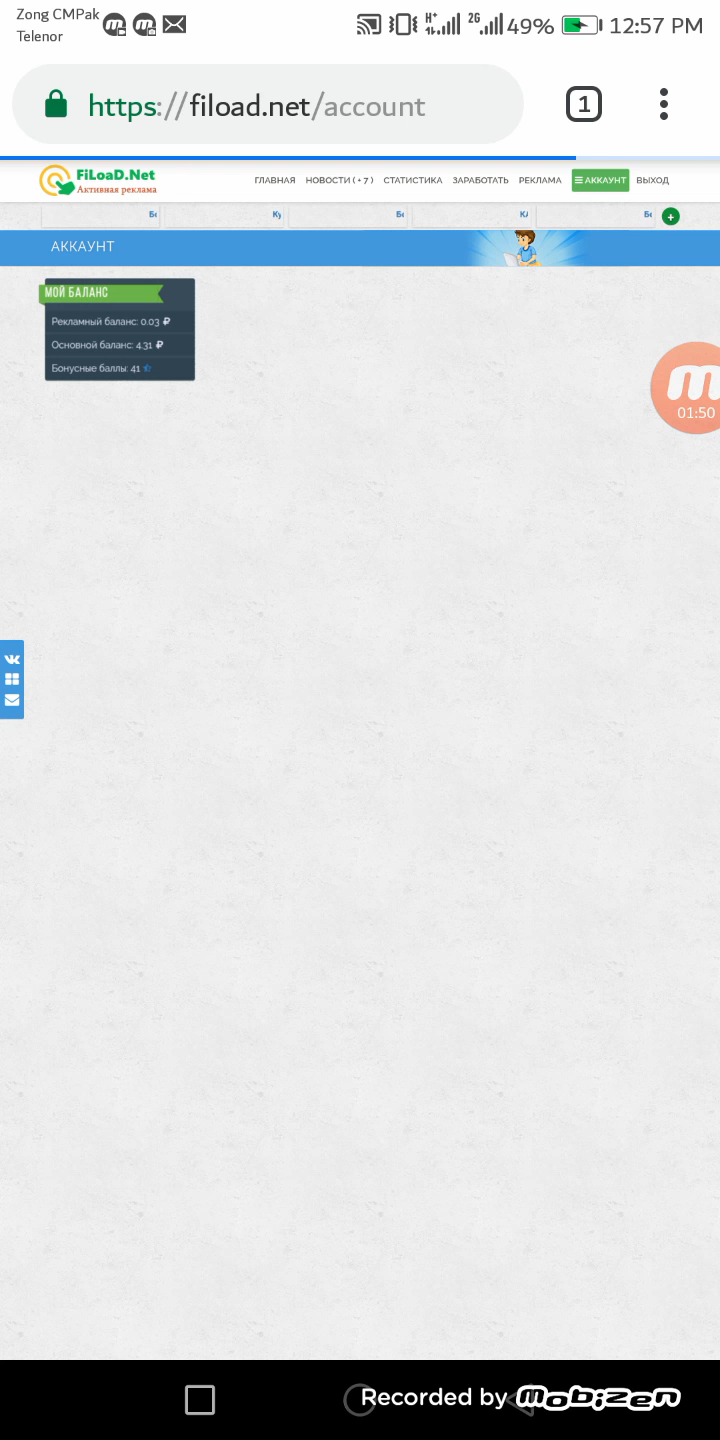 Zong CMPak
Telenor
H+
2G
49%
12:57 PM
https://fiload.net/account
1
FiLoaD.Net
Активная реклама
ГЛАВНАЯ НОВОСТИ ( + 7 ) СТАТИСТИКА ЗАРАБОТАТЬ РЕКЛАМА АККАУНТ ВЫХОД
АККАУНТ
МОЙ БАЛАНС
Рекламный баланс: 0.03 ₽
Основной баланс: 4.31 ₽
Бонусные баллы: 41
01:50
Recorded by Mobizen